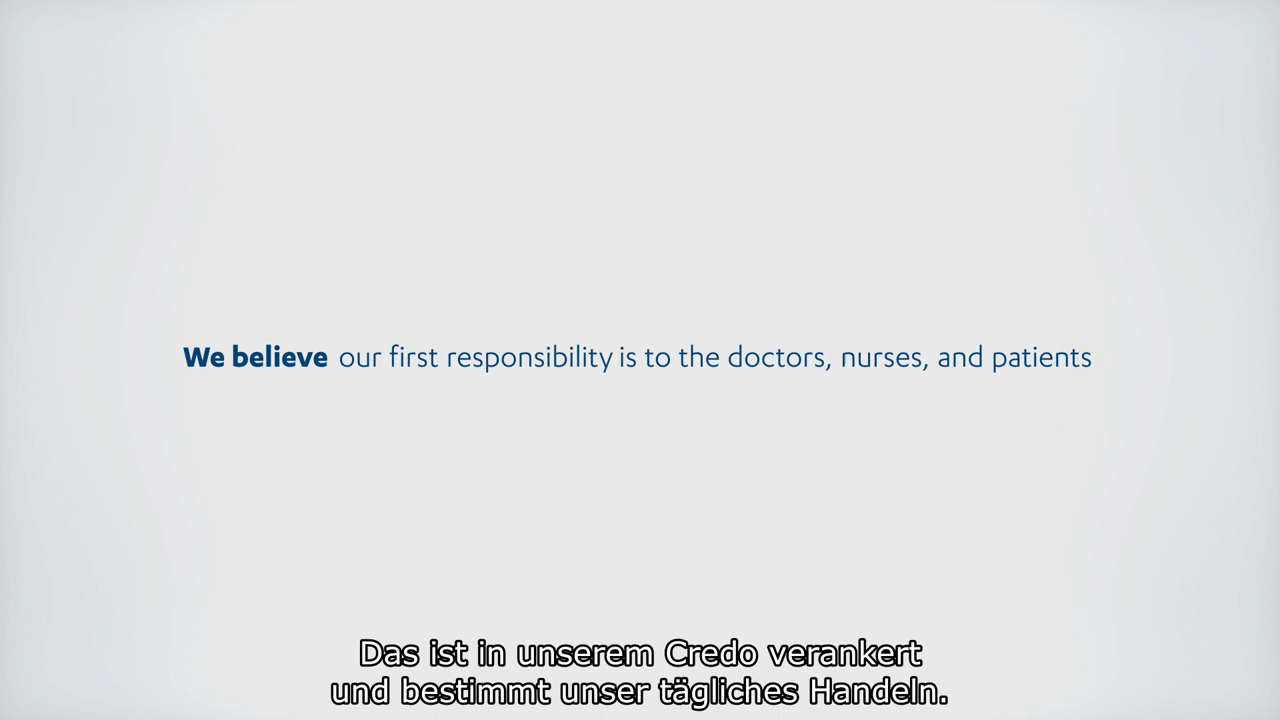 We believe our first responsibility is to the doctors, nurses, and patients
Das ist in unserem Credo verankert
und bestimmt unser tägliches Handeln.